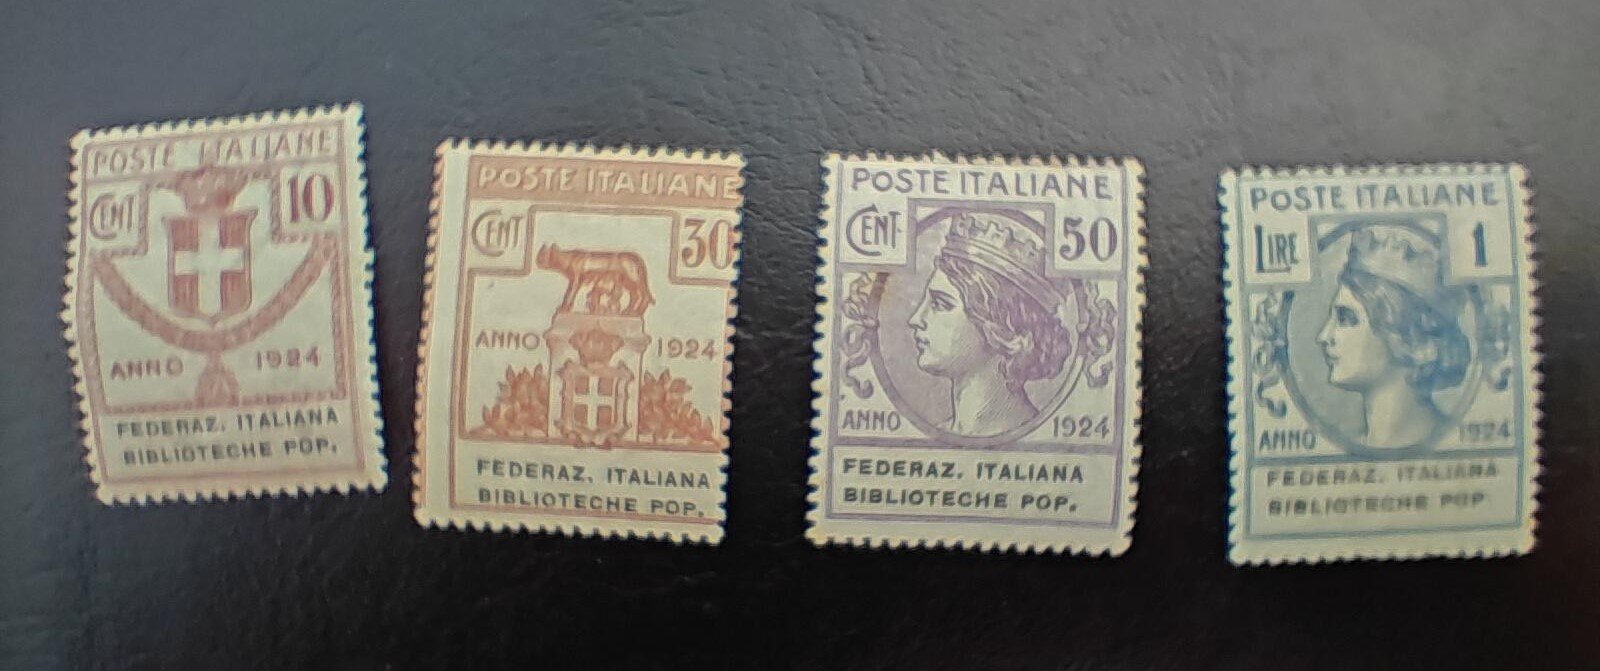 POSTE ITALIANE
CENT 10
ANNO 1924
FEDERAZ. ITALIANA
BIBLIOTECHE POP.
POSTE ITALIANE
CENT 30
ANNO 1924
FEDERAZ. ITALIANA
BIBLIOTECHE POP.
POSTE ITALIANE
CENT. 50
ANNO 1924
FEDERAZ. ITALIANA
BIBLIOTECHE POP.
POSTE ITALIANE
LIRE 1
ANNO 1924
FEDERAZ. ITALIANA
BIBLIOTECHE POP.